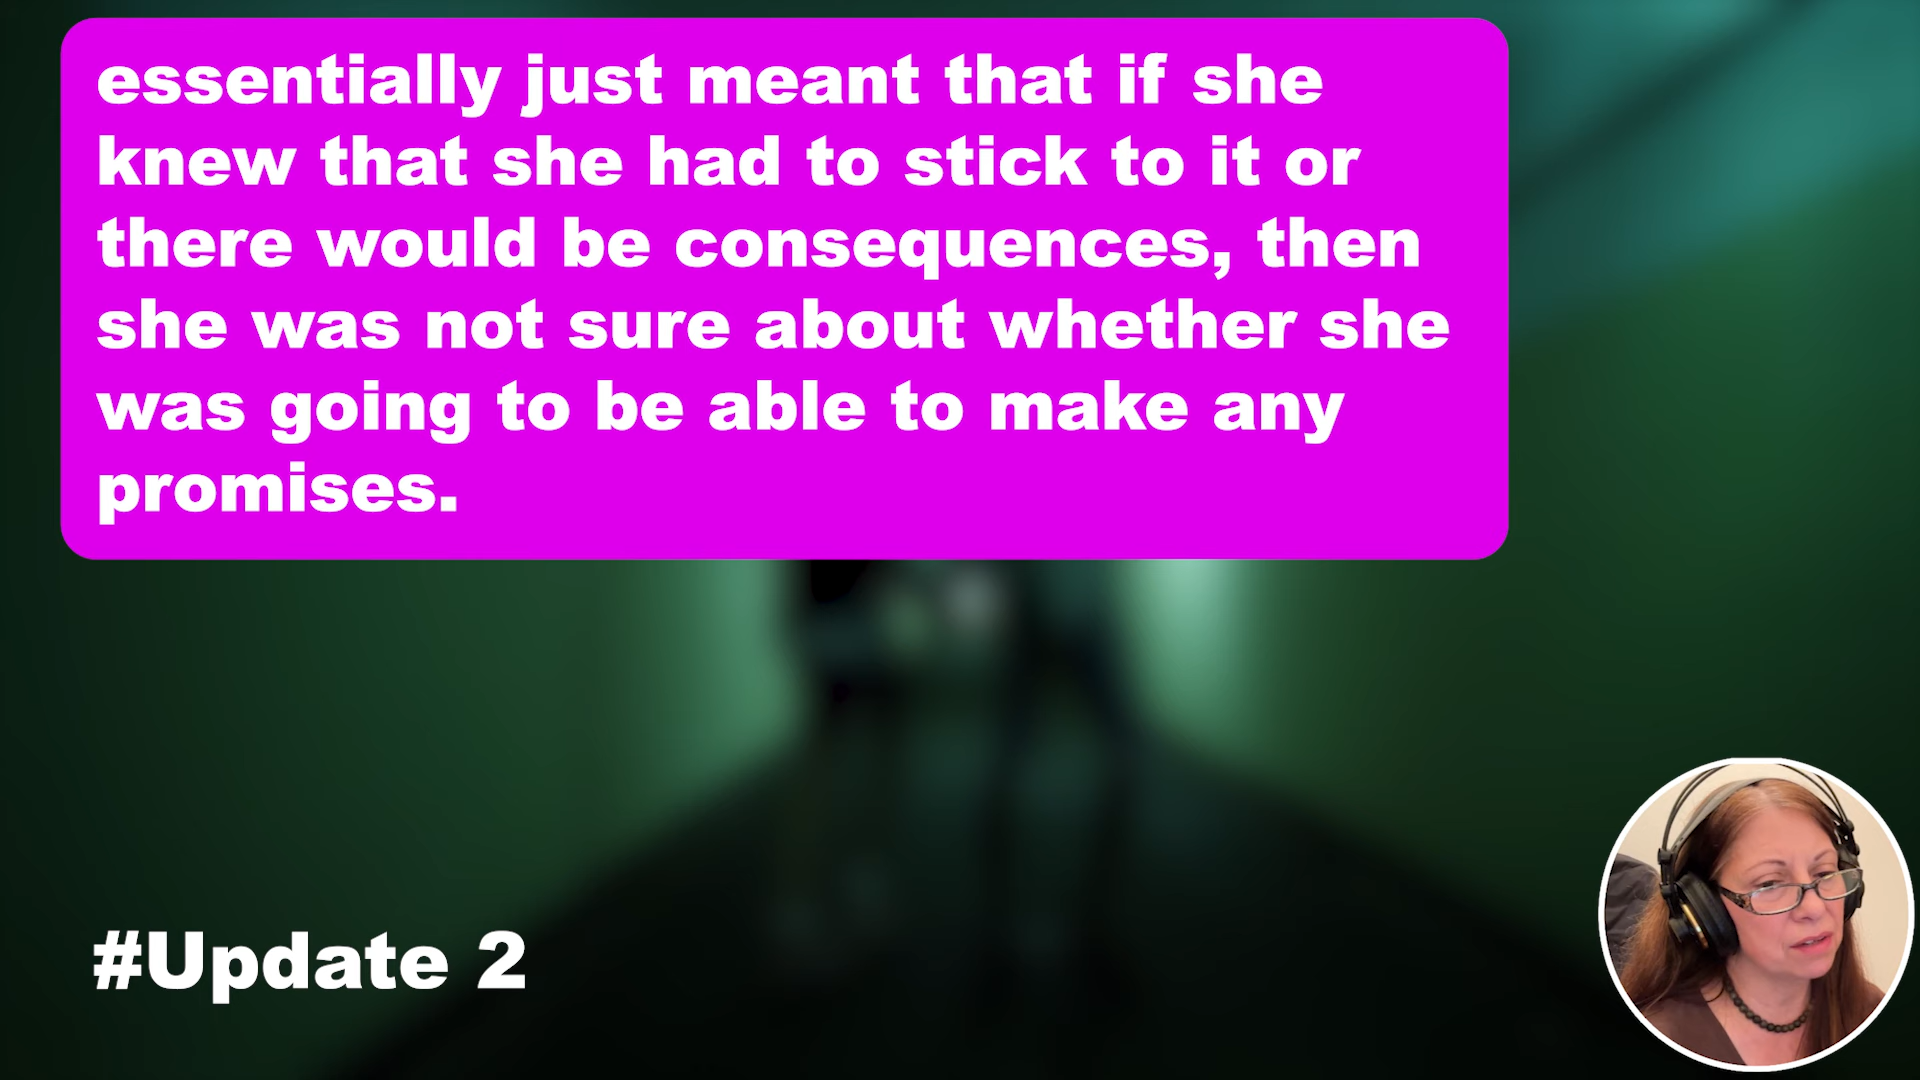 essentially just meant that if she
knew that she had to stick to it or
there would be consequences, then
she was not sure about whether she
was going to be able to make any
promises.
#Update 2